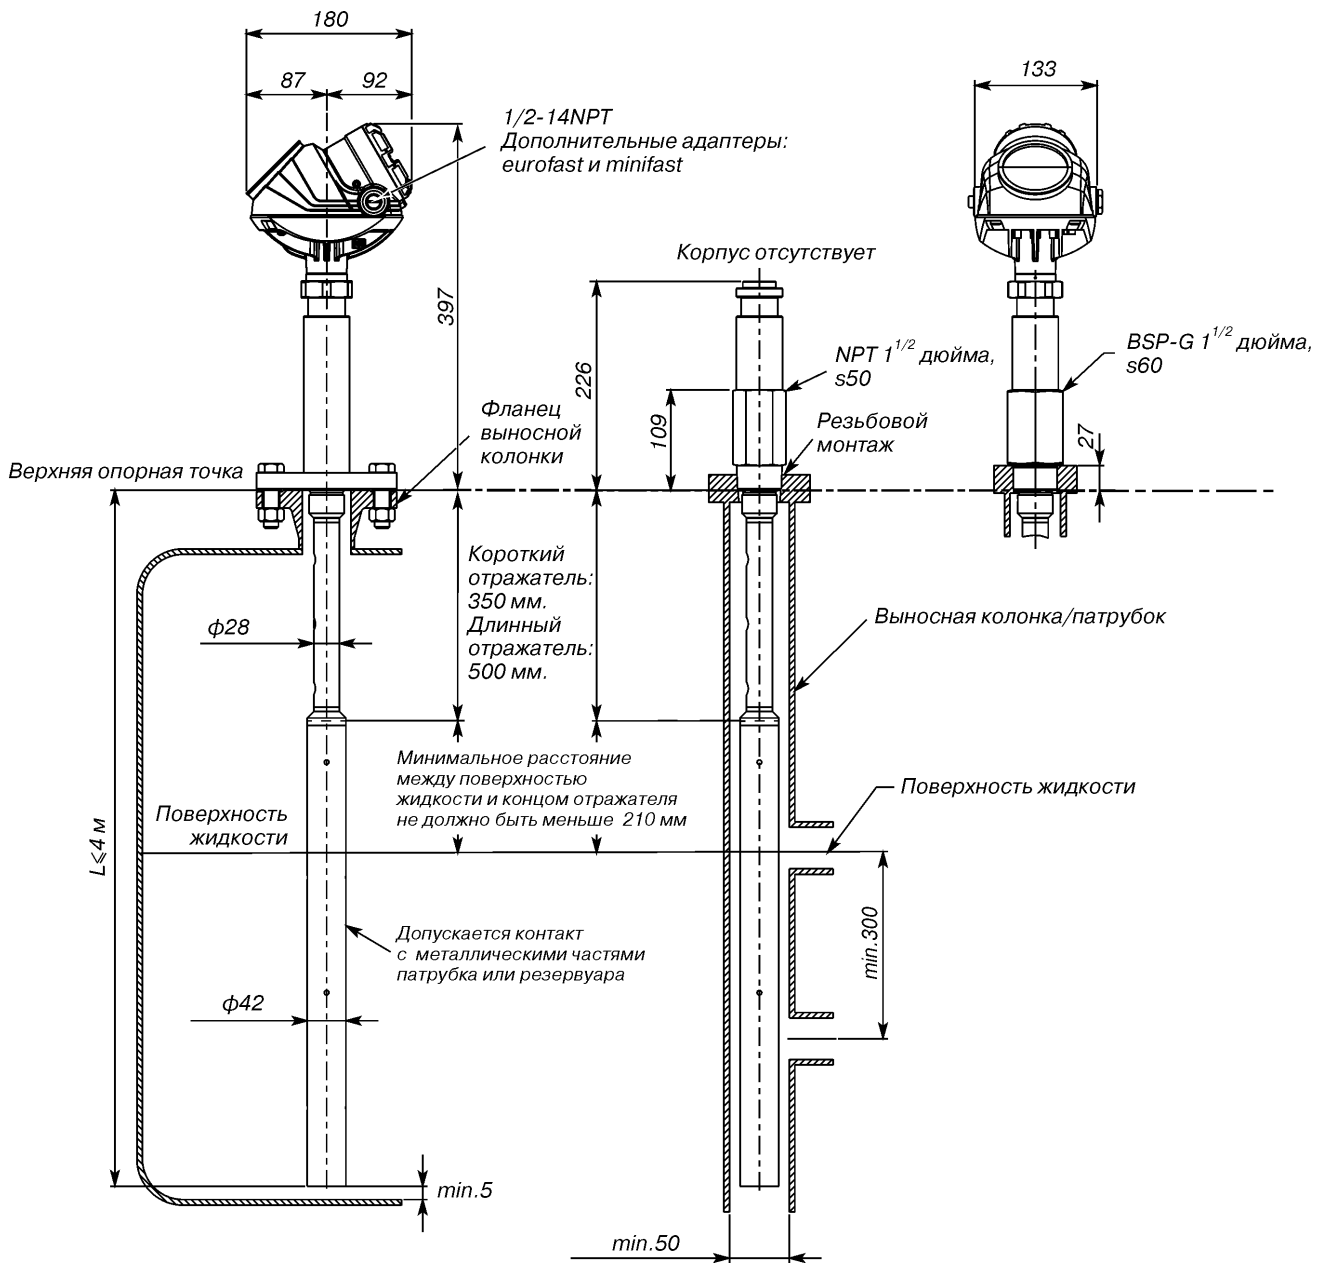 180
87
92
133
1/2-14NPT
Дополнительные адаптеры:
eurofast и minifast
397
Корпус отсутствует
226
109
NPT 1 1/2 дюйма,
s50
BSP-G 1 1/2 дюйма,
s60
Фланец
выносной
колонки
Резьбовой
монтаж
27
Верхняя опорная точка
Короткий
отражатель:
350 мм.
Длинный
отражатель:
500 мм.
ф28
Выносная колонка/патрубок
Минимальное расстояние
между поверхностью
жидкости и концом отражателя
не должно быть меньше 210 мм
Поверхность жидкости
Поверхность
жидкости
L⩽4 м
Допускается контакт
с металлическими частями
патрубка или резервуара
min.300
ф42
min.5
min.50